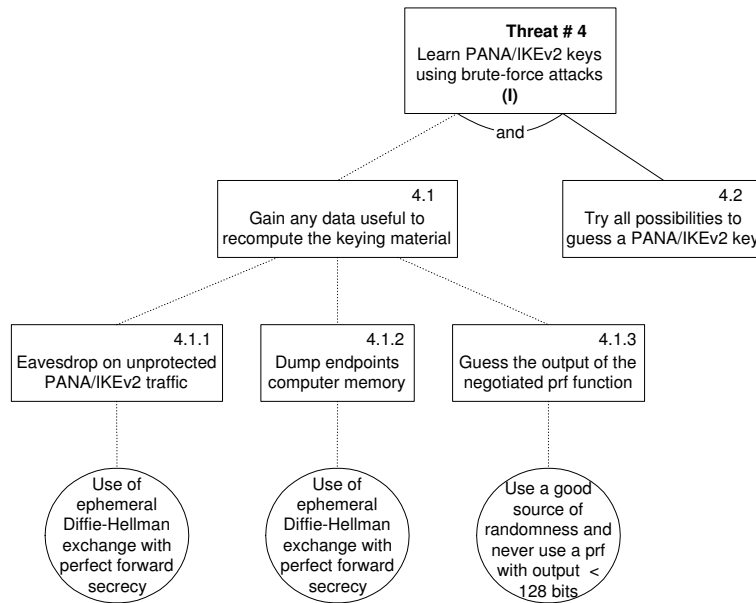 Threat # 4
Learn PANA/IKEv2 keys
using brute-force attacks
(I)
and
4.1
Gain any data useful to
recompute the keying material
4.2
Try all possibilities to
guess a PANA/IKEv2 key
4.1.1
Eavesdrop on unprotected
PANA/IKEv2 traffic
4.1.2
Dump endpoints
computer memory
4.1.3
Guess the output of the
negotiated prf function
Use of
ephemeral
Diffie-Hellman
exchange with
perfect forward
secrecy
Use of
ephemeral
Diffie-Hellman
exchange with
perfect forward
secrecy
Use a good
source of
randomness and
never use a prf
with output <
128 bits